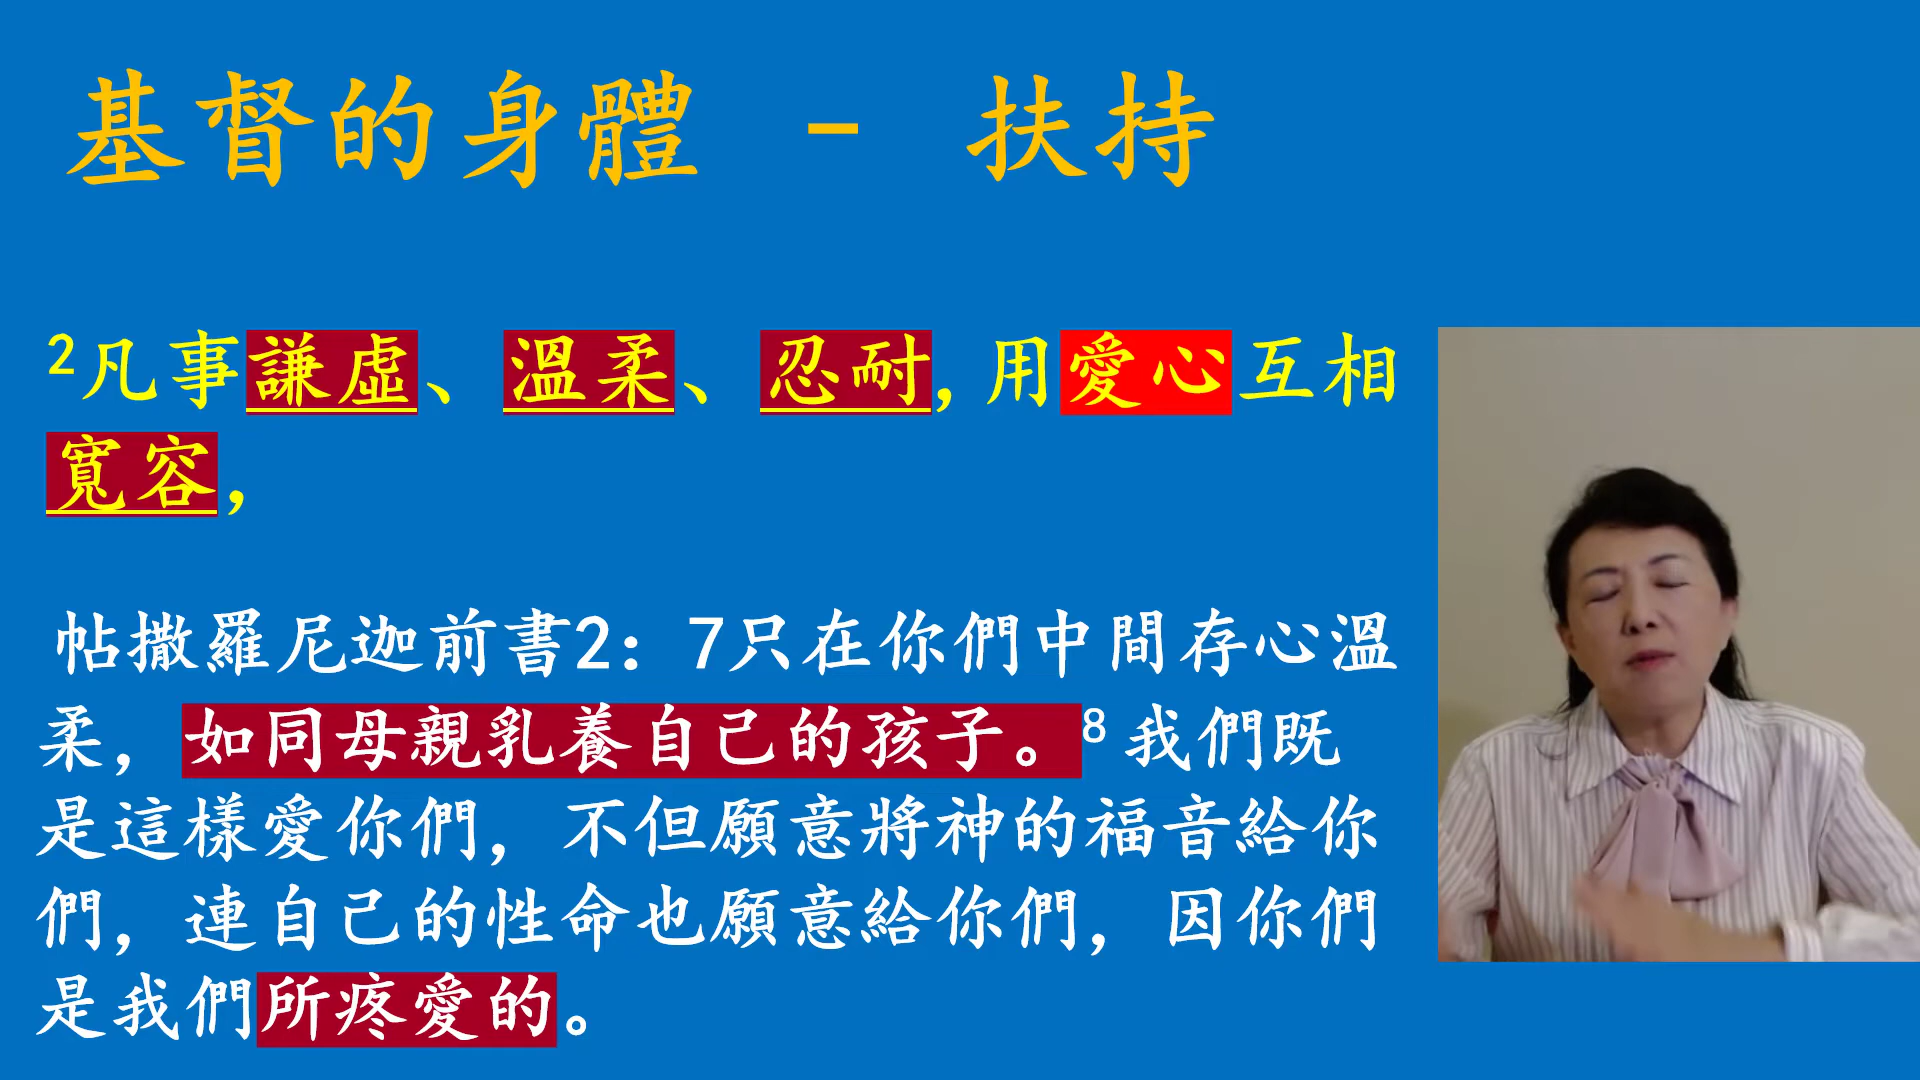 基督的身體 - 扶持
2凡事謙虛、溫柔、忍耐,用愛心互相
寬容,
帖撒羅尼迦前書2：7只在你們中間存心溫
柔，如同母親乳養自己的孩子。8 我們既
是這樣愛你們，不但願意將神的福音給你
們，連自己的性命也願意給你們，因你們
是我們所疼愛的。